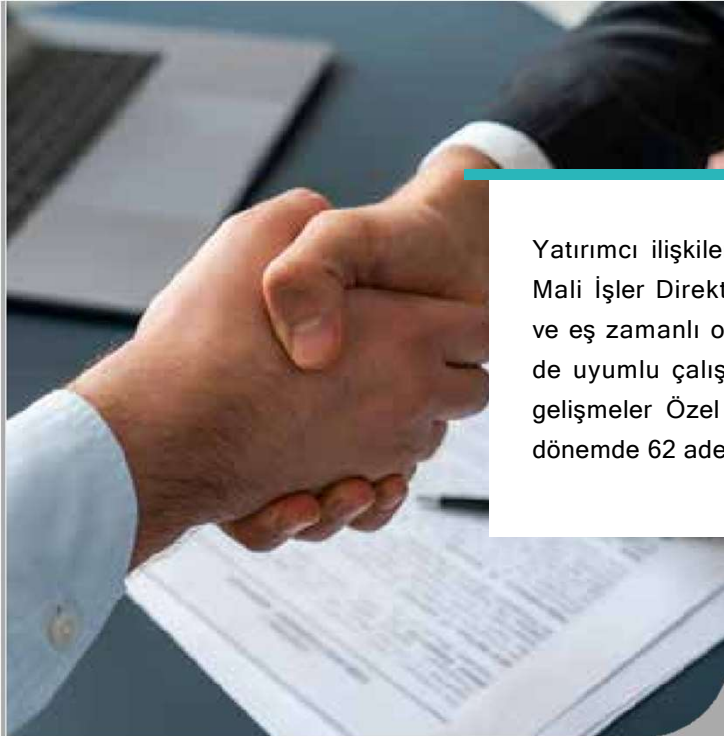 Yatırımcı ilişkile
Mali İşler Direkt
ve eş zamanlı o
de uyumlu çalış
gelişmeler Özel
dönemde 62 ade